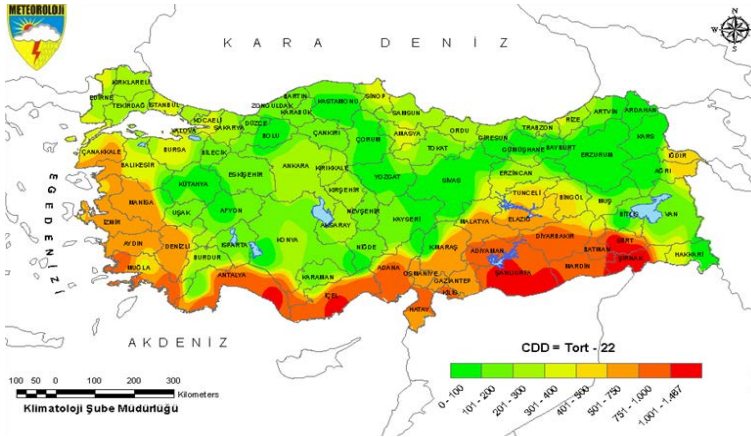 METEOROLOJİ
N
W
E
S
KARA DENİZ
KIRKLARELİ
EDİRNE
TEKİRDAĞ
İSTANBUL
KOCAELİ
YALOVA
SAKARYA
DÜZCE
ZONGULDAK
BARTIN
KARABÜK
KASTAMONU
SİNOP
SAMSUN
AMASYA
ORDU
GİRESUN
TRABZON
RİZE
ARTVİN
ARDAHAN
KARS
IĞDIR
AĞRI
ERZURUM
BAYBURT
GÜMÜŞHANE
TOKAT
ÇORUM
ÇANKIRI
BOLU
BİLECİK
BURSA
ÇANAKKALE
BALIKESİR
KÜTAHYA
ESKİŞEHİR
ANKARA
KIRIKKALE
YOZGAT
SİVAS
ERZİNCAN
TUNCELİ
BİNGÖL
MUŞ
BİTLİS
VAN
HAKKARİ
ŞIRNAK
SİİRT
BATMAN
DİYARBAKIR
ELAZIĞ
MALATYA
KAYSERİ
NEVŞEHİR
KIRŞEHİR
AKSARAY
KONYA
AFYON
UŞAK
MANİSA
İZMİR
AYDIN
DENİZLİ
MUĞLA
BURDUR
ISPARTA
ANTALYA
KARAMAN
NİĞDE
İÇEL
ADANA
OSMANİYE
K.MARAŞ
GAZİANTEP
KİLİS
HATAY
ADIYAMAN
ŞANLIURFA
MARDİN
EGE DENİZİ
AKDENİZ
CDD = Tort - 22
0 - 100
101 - 200
201 - 300
301 - 400
401 - 500
501 - 750
751 - 1.000
1.001 - 1.467
100 50 0 100 200 300
Kilometers
Klimatoloji Şube Müdürlüğü